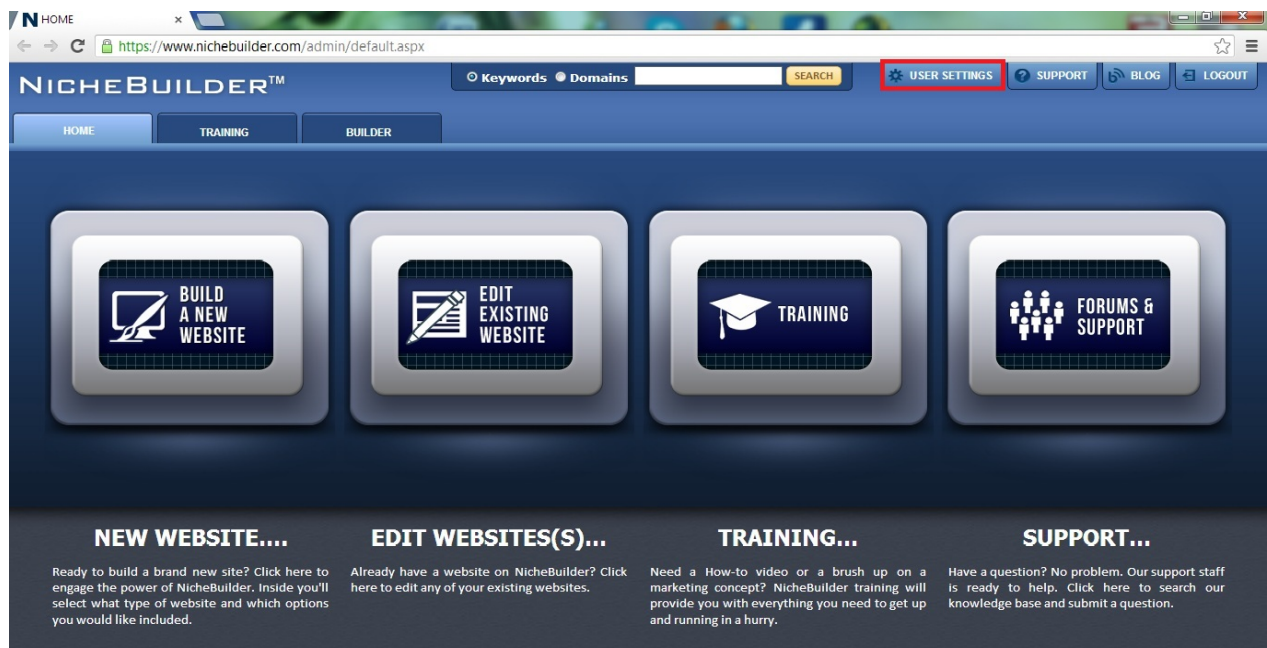 N HOME
https://www.nichebuilder.com/admin/default.aspx
NICHEBUILDER™
Keywords Domains SEARCH
USER SETTINGS
SUPPORT
BLOG
LOGOUT
HOME
TRAINING
BUILDER
BUILD
A NEW
WEBSITE
EDIT
EXISTING
WEBSITE
TRAINING
FORUMS &
SUPPORT
NEW WEBSITE....
Ready to build a brand new site? Click here to
engage the power of NicheBuilder. Inside you'll
select what type of website and which options
you would like included.
EDIT WEBSITES(S)...
Already have a website on NicheBuilder? Click
here to edit any of your existing websites.
TRAINING...
Need a How-to video or a brush up on a
marketing concept? NicheBuilder training will
provide you with everything you need to get up
and running in a hurry.
SUPPORT...
Have a question? No problem. Our support staff
is ready to help. Click here to search our
knowledge base and submit a question.